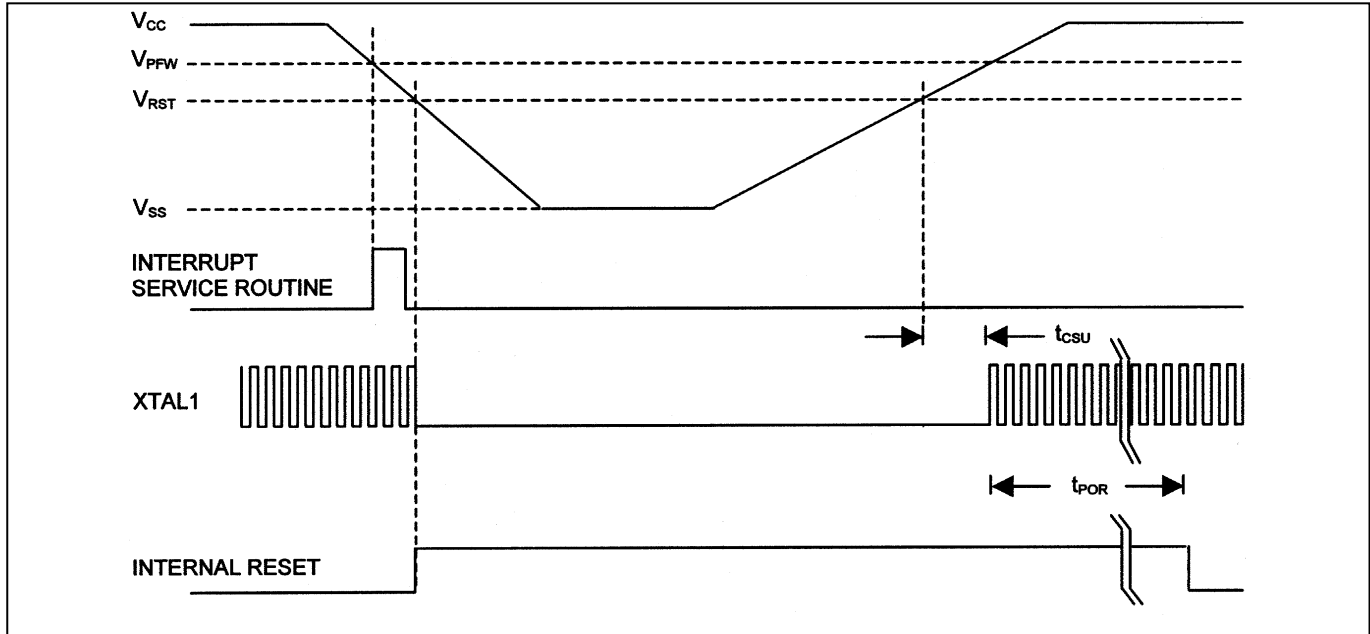 VCC
VPFW
VRST
VSS
INTERRUPT
SERVICE ROUTINE
tCSU
XTAL1
tPOR
INTERNAL RESET